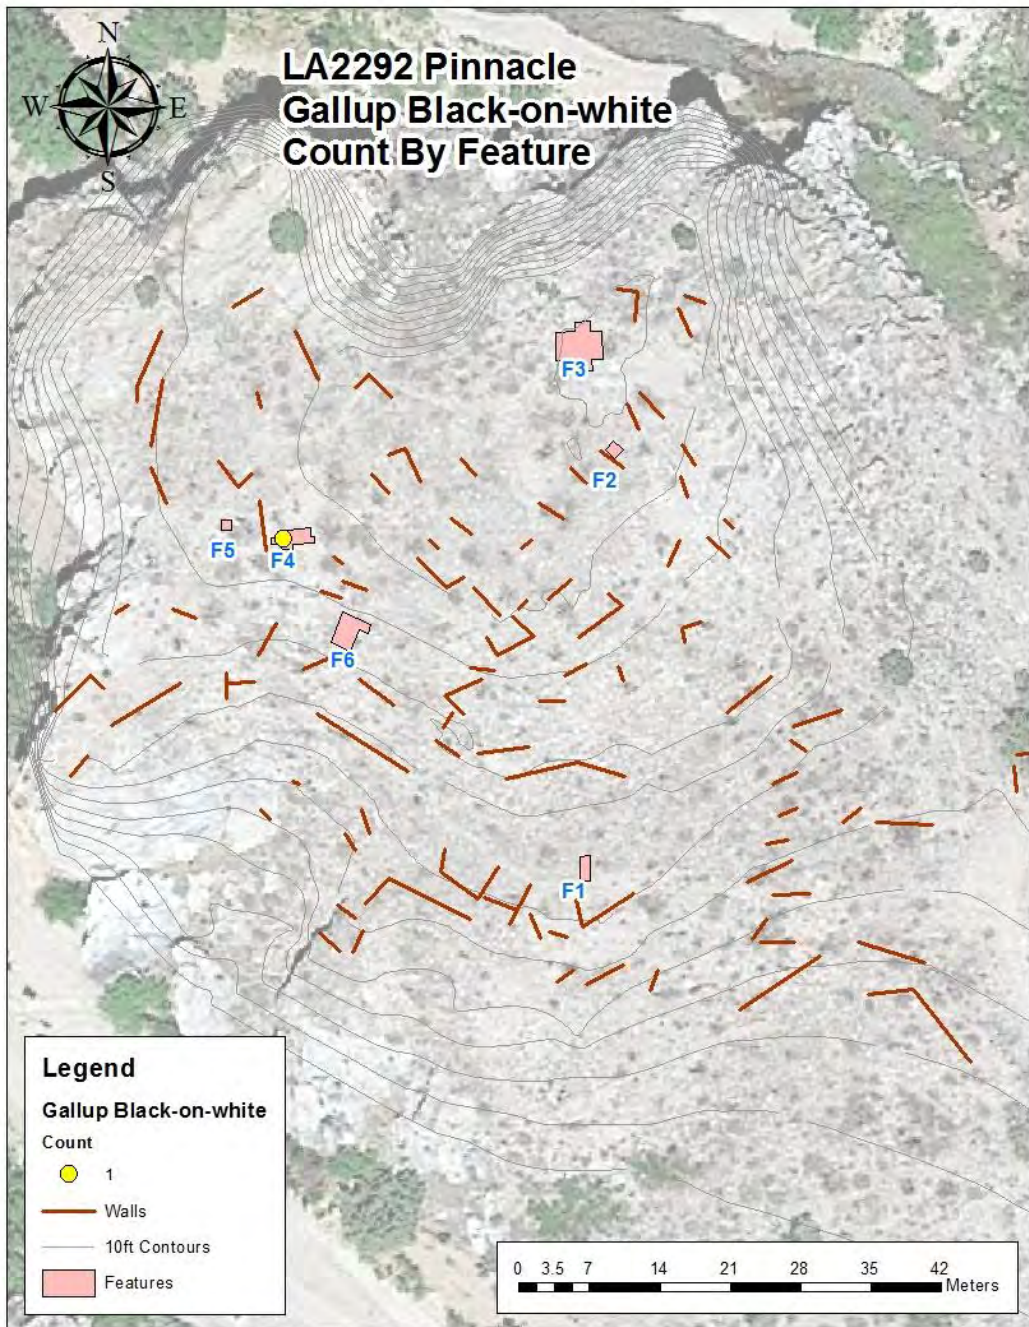 N
W E
S
LA2292 Pinnacle
Gallup Black-on-white
Count By Feature
F3
F2
F5
F4
F6
F1
Legend
Gallup Black-on-white
Count
1
Walls
10ft Contours
Features
0 3.5 7 14 21 28 35 42
Meters